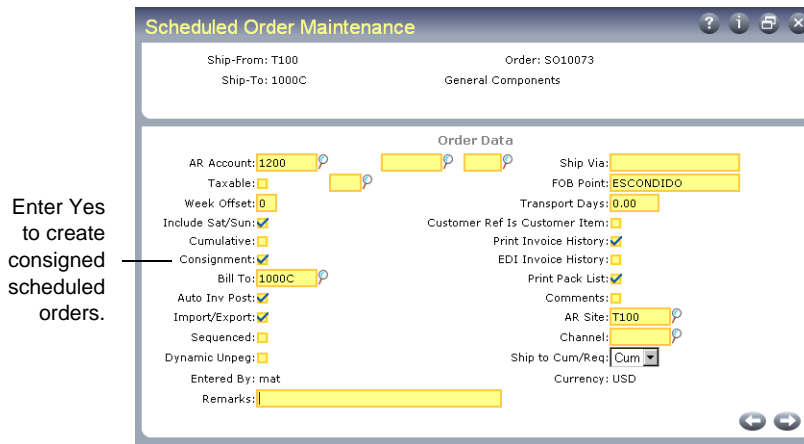 Scheduled Order Maintenance
Ship-From: T100 Order: SO10073
Ship-To: 1000C General Components
Order Data
AR Account: 1200 Ship Via:
Taxable: FOB Point: ESCONDIDO
Week Offset: 0 Transport Days: 0.00
Include Sat/Sun: Customer Ref Is Customer Item:
Cumulative: Print Invoice History:
Consignment: EDI Invoice History:
Bill To: 1000C Print Pack List:
Auto Inv Post: Comments:
Import/Export: AR Site: T100
Sequenced: Channel:
Dynamic Unpeg: Ship to Cum/Req: Cum
Entered By: mat Currency: USD
Remarks:
Enter Yes
to create
consigned
scheduled
orders.